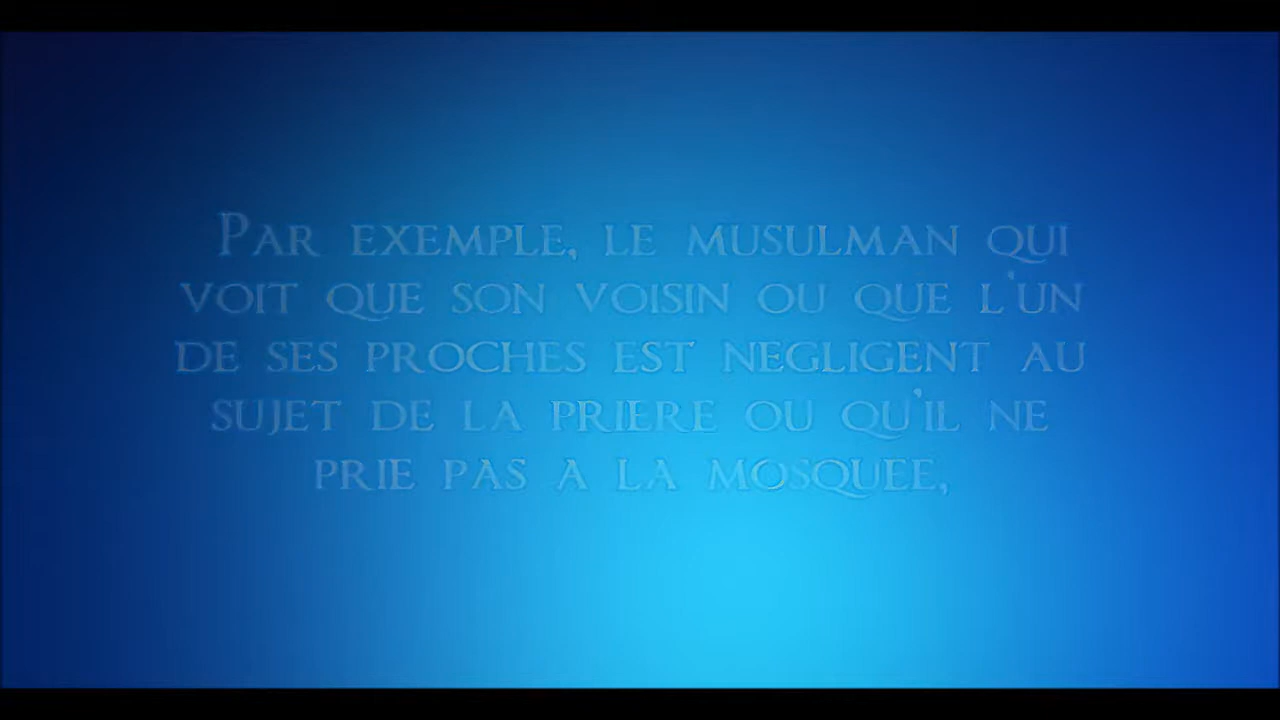 Par exemple, le musulman qui
voit que son voisin ou que l'un
de ses proches est negligent au
sujet de la priere ou qu'il ne
prie pas a la mosquee,